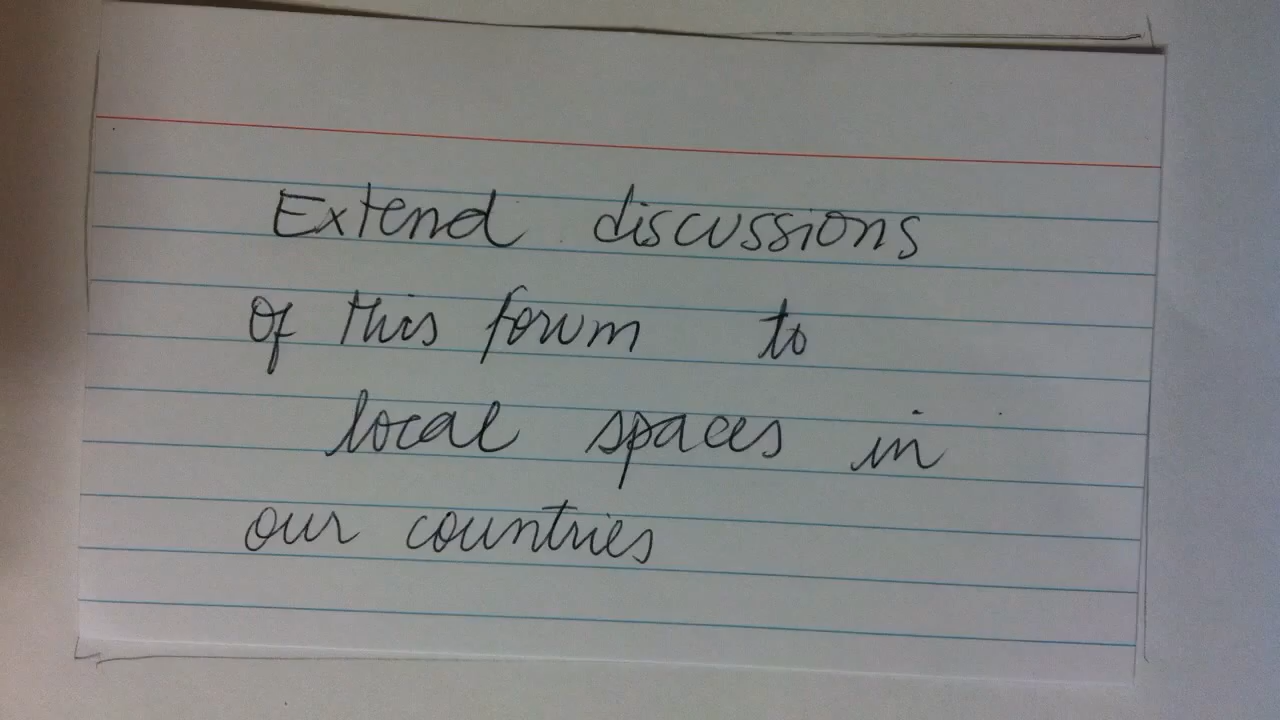 Extend discussions
of this forum to
local spaces in
our countries